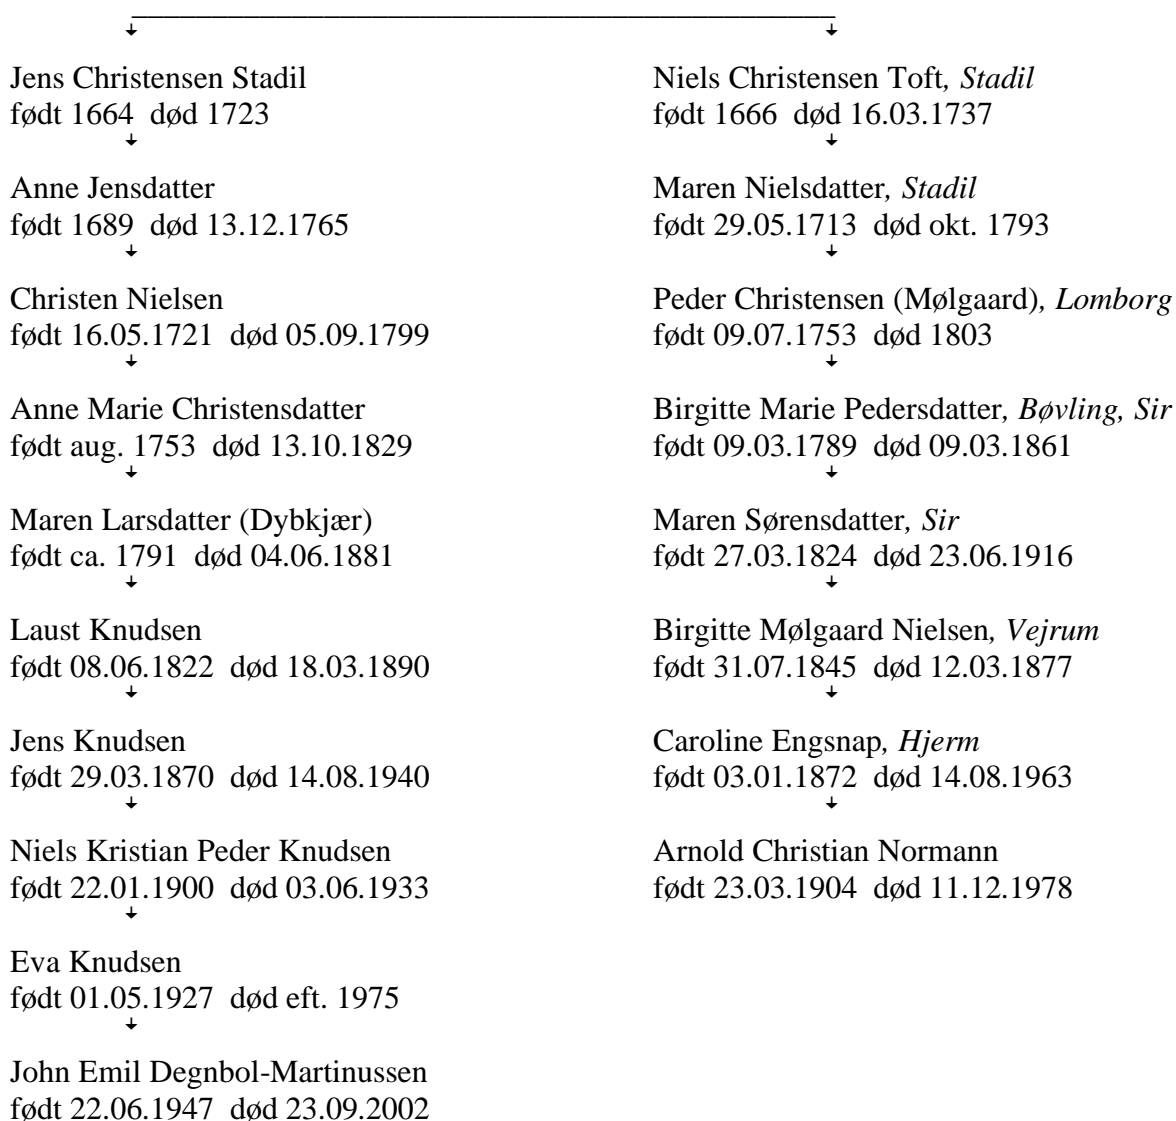 Jens Christensen Stadil
født 1664 død 1723
Anne Jensdatter
født 1689 død 13.12.1765
Christen Nielsen
født 16.05.1721 død 05.09.1799
Anne Marie Christensdatter
født aug. 1753 død 13.10.1829
Maren Larsdatter (Dybkjær)
født ca. 1791 død 04.06.1881
Laust Knudsen
født 08.06.1822 død 18.03.1890
Jens Knudsen
født 29.03.1870 død 14.08.1940
Niels Kristian Peder Knudsen
født 22.01.1900 død 03.06.1933
Eva Knudsen
født 01.05.1927 død eft. 1975
John Emil Degnbol-Martinussen
født 22.06.1947 død 23.09.2002
Niels Christensen Toft, Stadil
født 1666 død 16.03.1737
Maren Nielsdatter, Stadil
født 29.05.1713 død okt. 1793
Peder Christensen (Mølgaard), Lomborg
født 09.07.1753 død 1803
Birgitte Marie Pedersdatter, Bøvling, Sir
født 09.03.1789 død 09.03.1861
Maren Sørensdatter, Sir
født 27.03.1824 død 23.06.1916
Birgitte Mølgaard Nielsen, Vejrum
født 31.07.1845 død 12.03.1877
Caroline Engsnap, Hjerm
født 03.01.1872 død 14.08.1963
Arnold Christian Normann
født 23.03.1904 død 11.12.1978